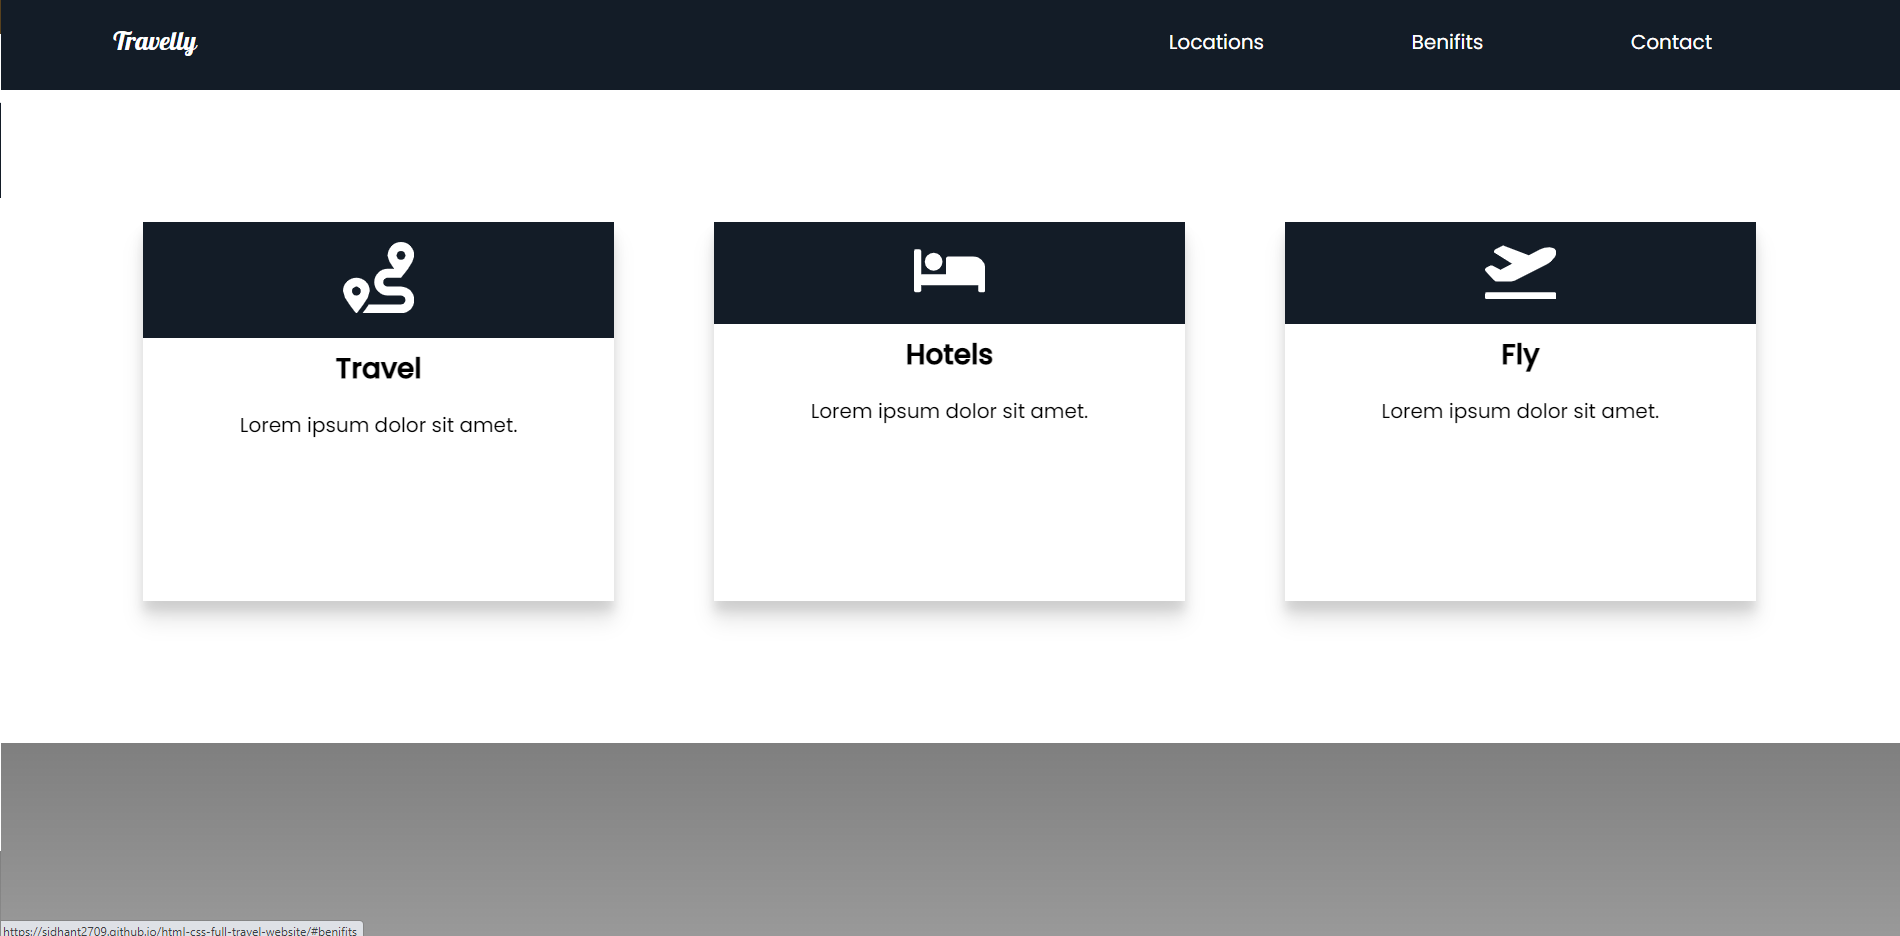 Travelly Locations Benifits Contact
Travel Hotels Fly
Lorem ipsum dolor sit amet. Lorem ipsum dolor sit amet. Lorem ipsum dolor sit amet.
https://sidhant2709.github.io/html-css-full-travel-website/#benifits